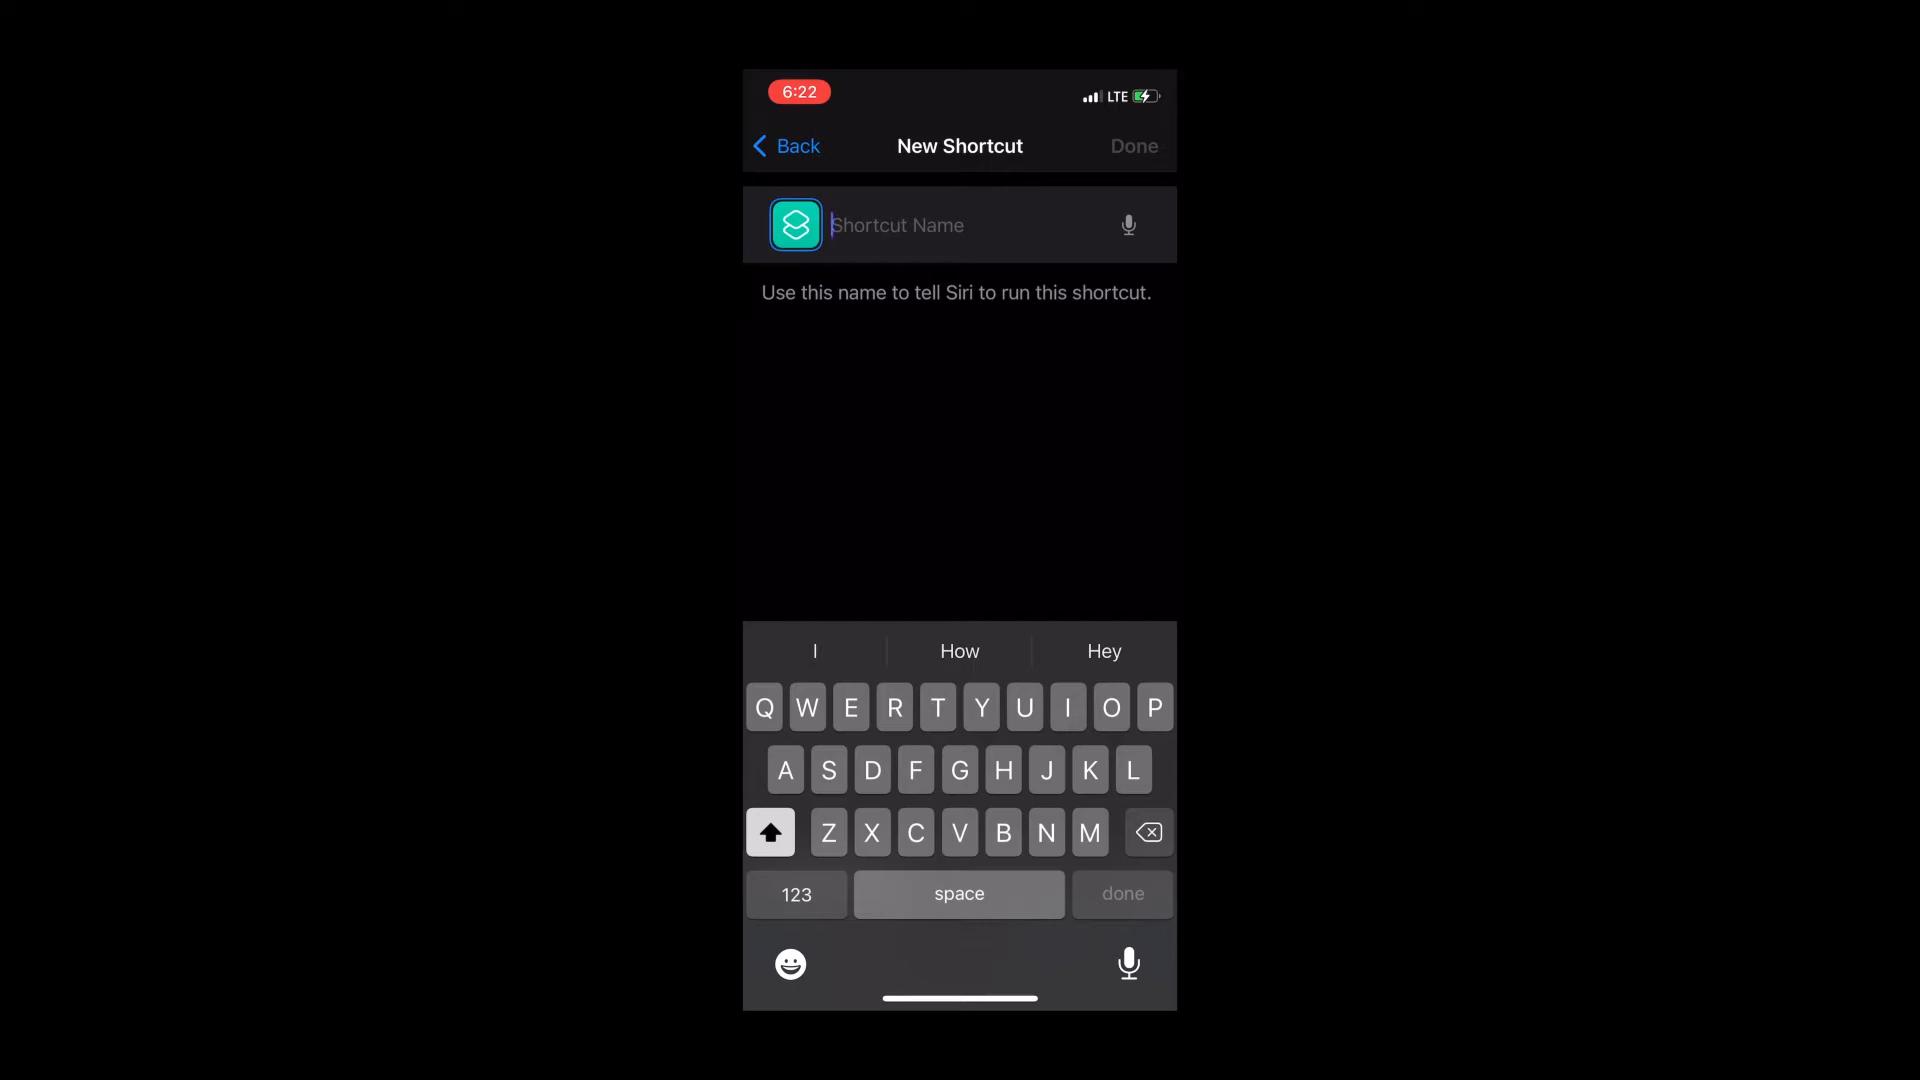 6:22 LTE
Back New Shortcut Done
Shortcut Name
Use this name to tell Siri to run this shortcut.
I How Hey
Q W E R T Y U I O P
A S D F G H J K L
Z X C V B N M
123 space done